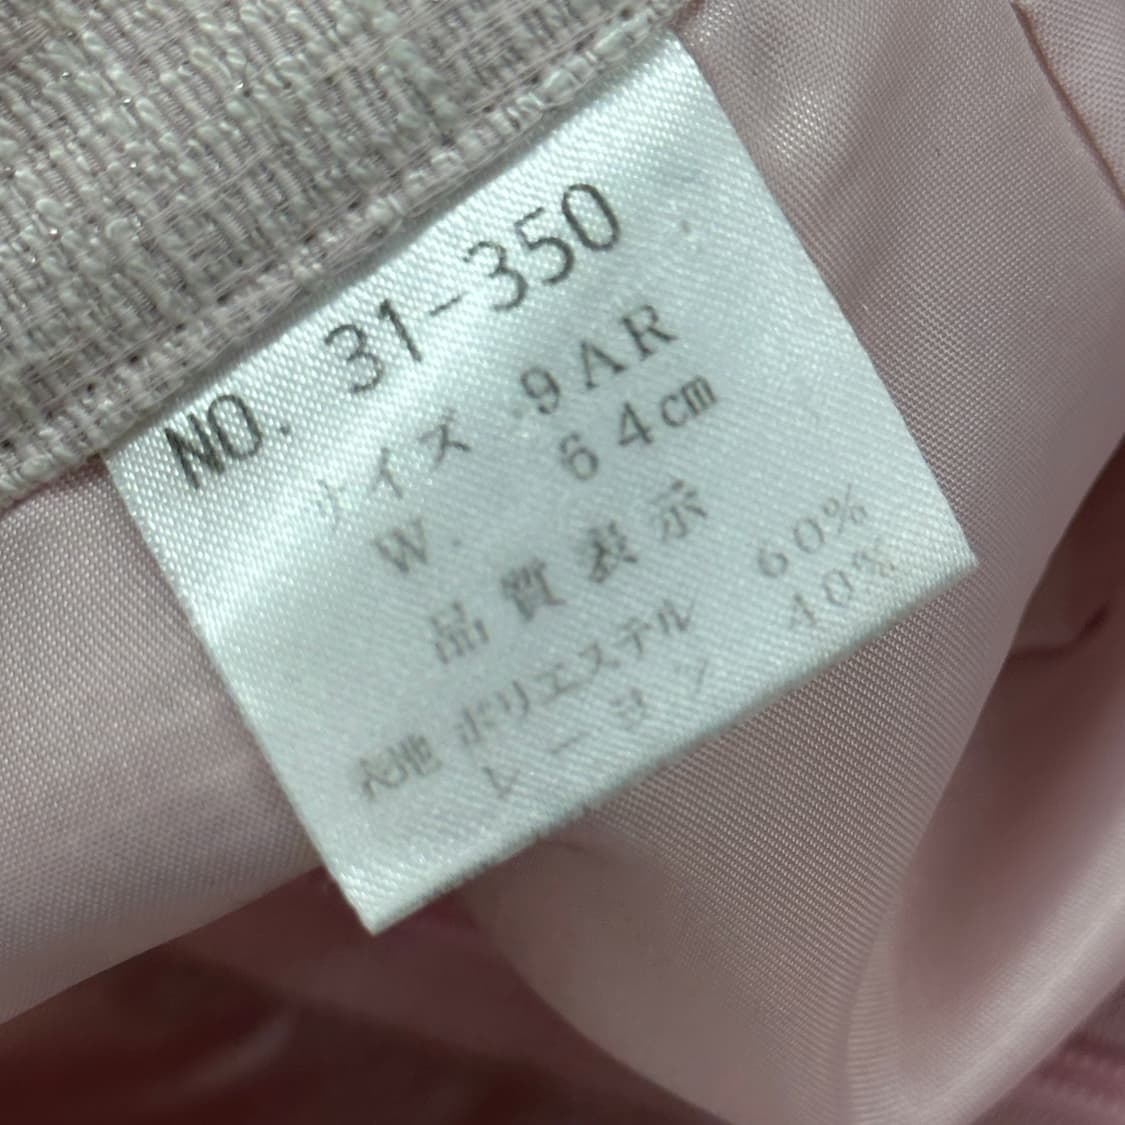 NO. 31-350
サイズ 9AR
W. 64cm
品質表示
表地 ポリエステル 60%
レーヨン 40%